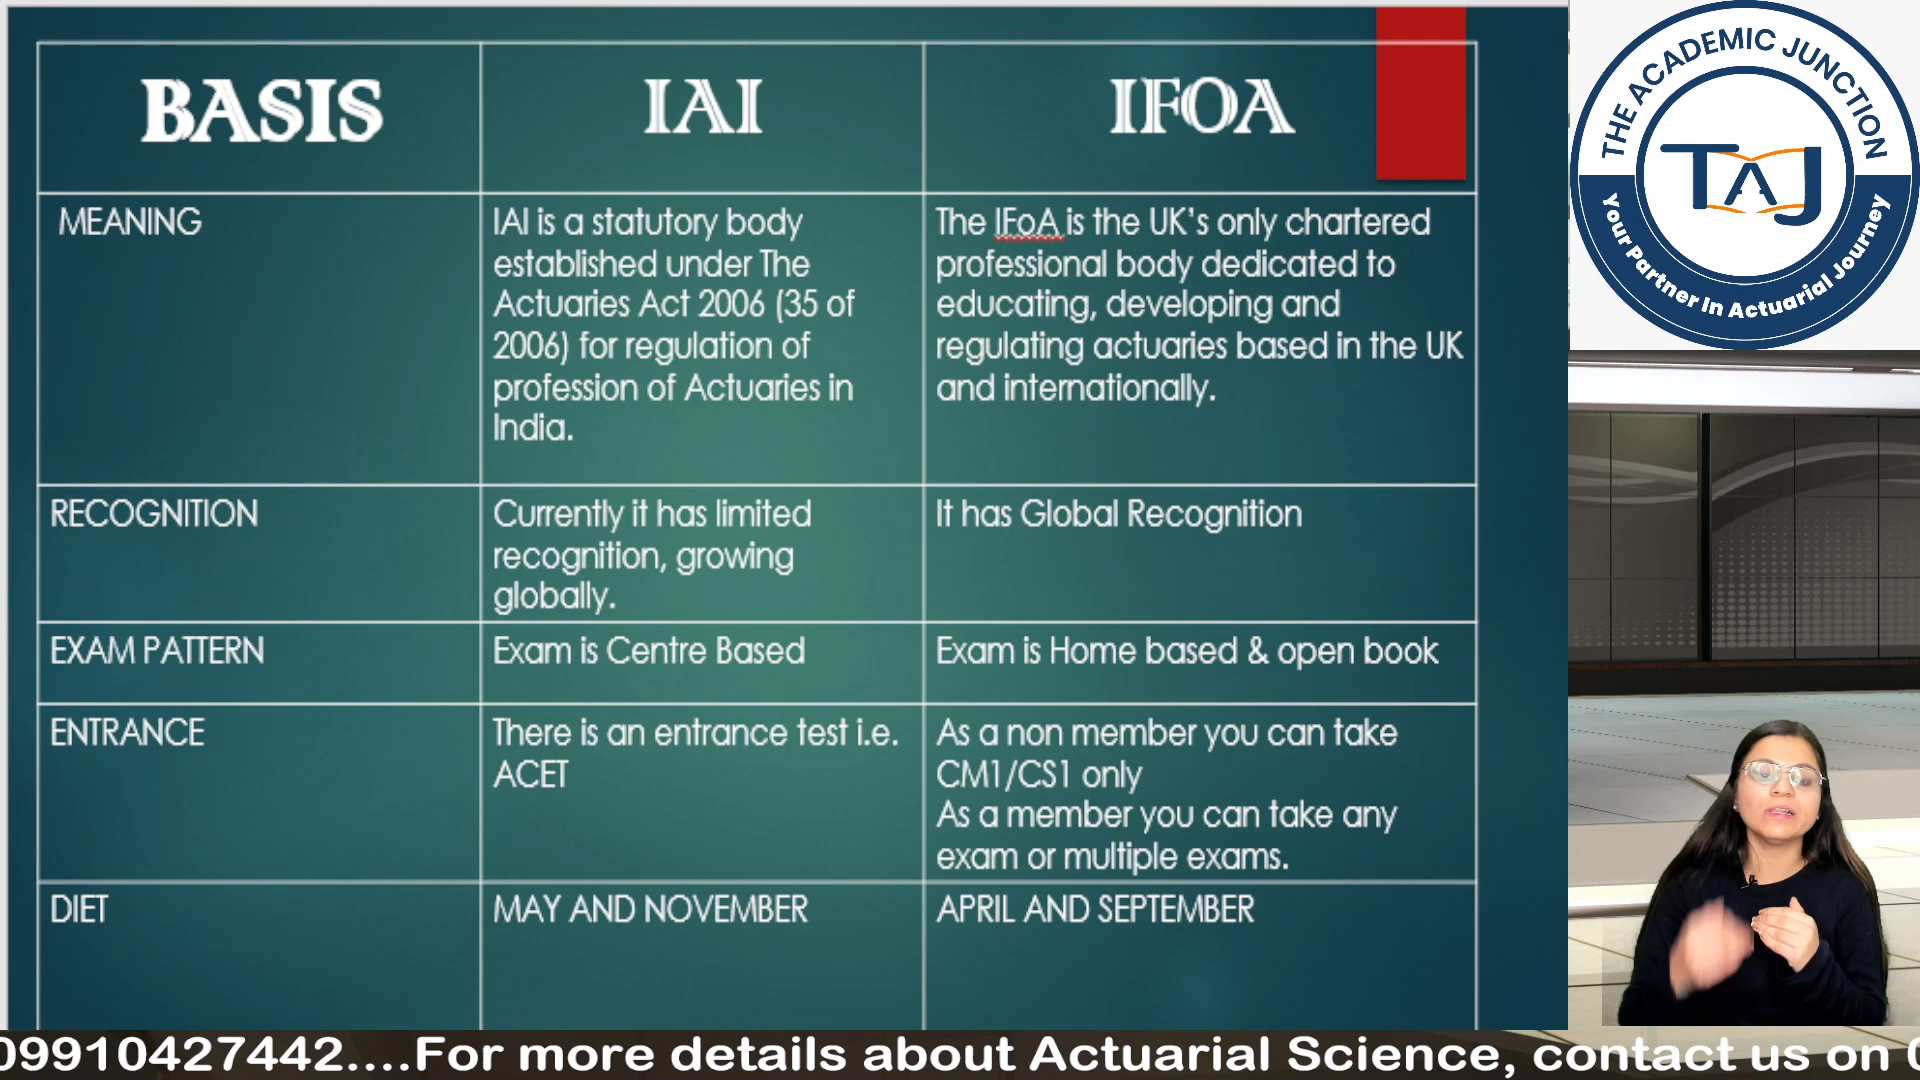 BASIS
IAI
IFOA
MEANING
IAI is a statutory body
established under The
Actuaries Act 2006 (35 of
2006) for regulation of
profession of Actuaries in
India.
The IFoA is the UK's only chartered
professional body dedicated to
educating, developing and
regulating actuaries based in the UK
and internationally.
RECOGNITION
Currently it has limited
recognition, growing
globally.
It has Global Recognition
EXAM PATTERN
Exam is Centre Based
Exam is Home based & open book
ENTRANCE
There is an entrance test i.e.
ACET
As a non member you can take
CM1/CS1 only
As a member you can take any
exam or multiple exams.
DIET
MAY AND NOVEMBER
APRIL AND SEPTEMBER
THE ACADEMIC JUNCTION
TAJ
Your Partner In Actuarial Journey
09910427442....For more details about Actuarial Science, contact us on 0